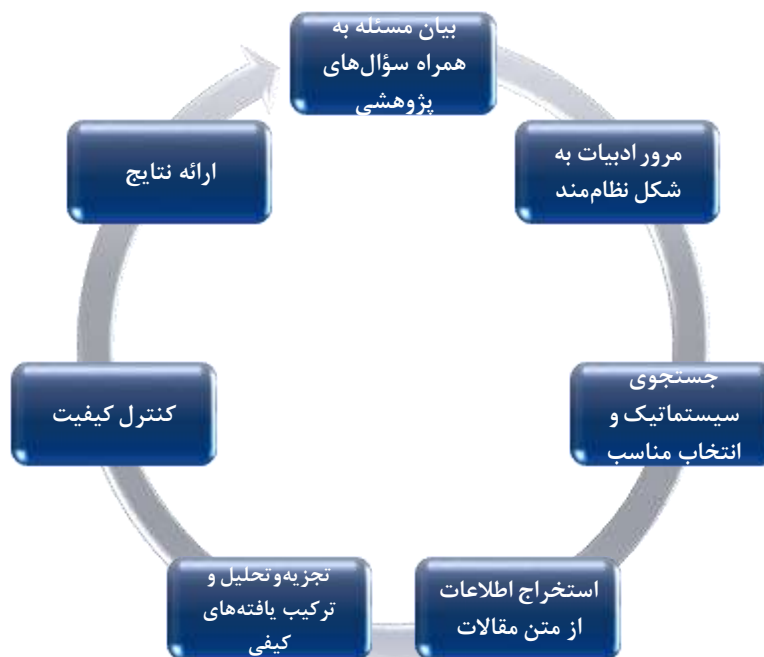 بیان مسئله به
همراه سؤال‌های
پژوهشی
مرور ادبیات به
شکل نظام‌مند
جستجوی
سیستماتیک و
انتخاب مناسب
استخراج اطلاعات
از متن مقالات
تجزیه‌وتحلیل و
ترکیب یافته‌های
کیفی
کنترل کیفیت
ارائه نتایج